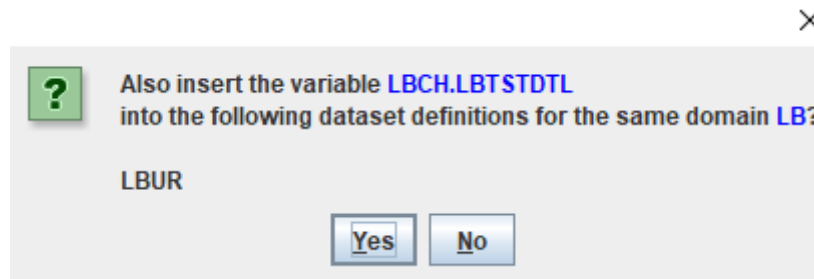 Also insert the variable LBCH.LBTSTDTL
into the following dataset definitions for the same domain LB?
LBUR
Yes No